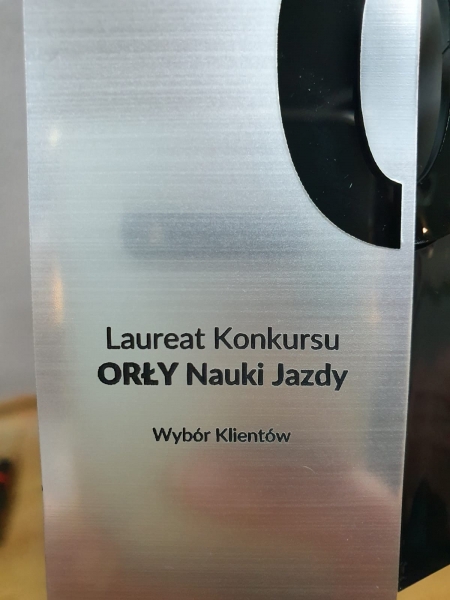 Laureat Konkursu
ORŁY Nauki Jazdy
Wybór Klientów